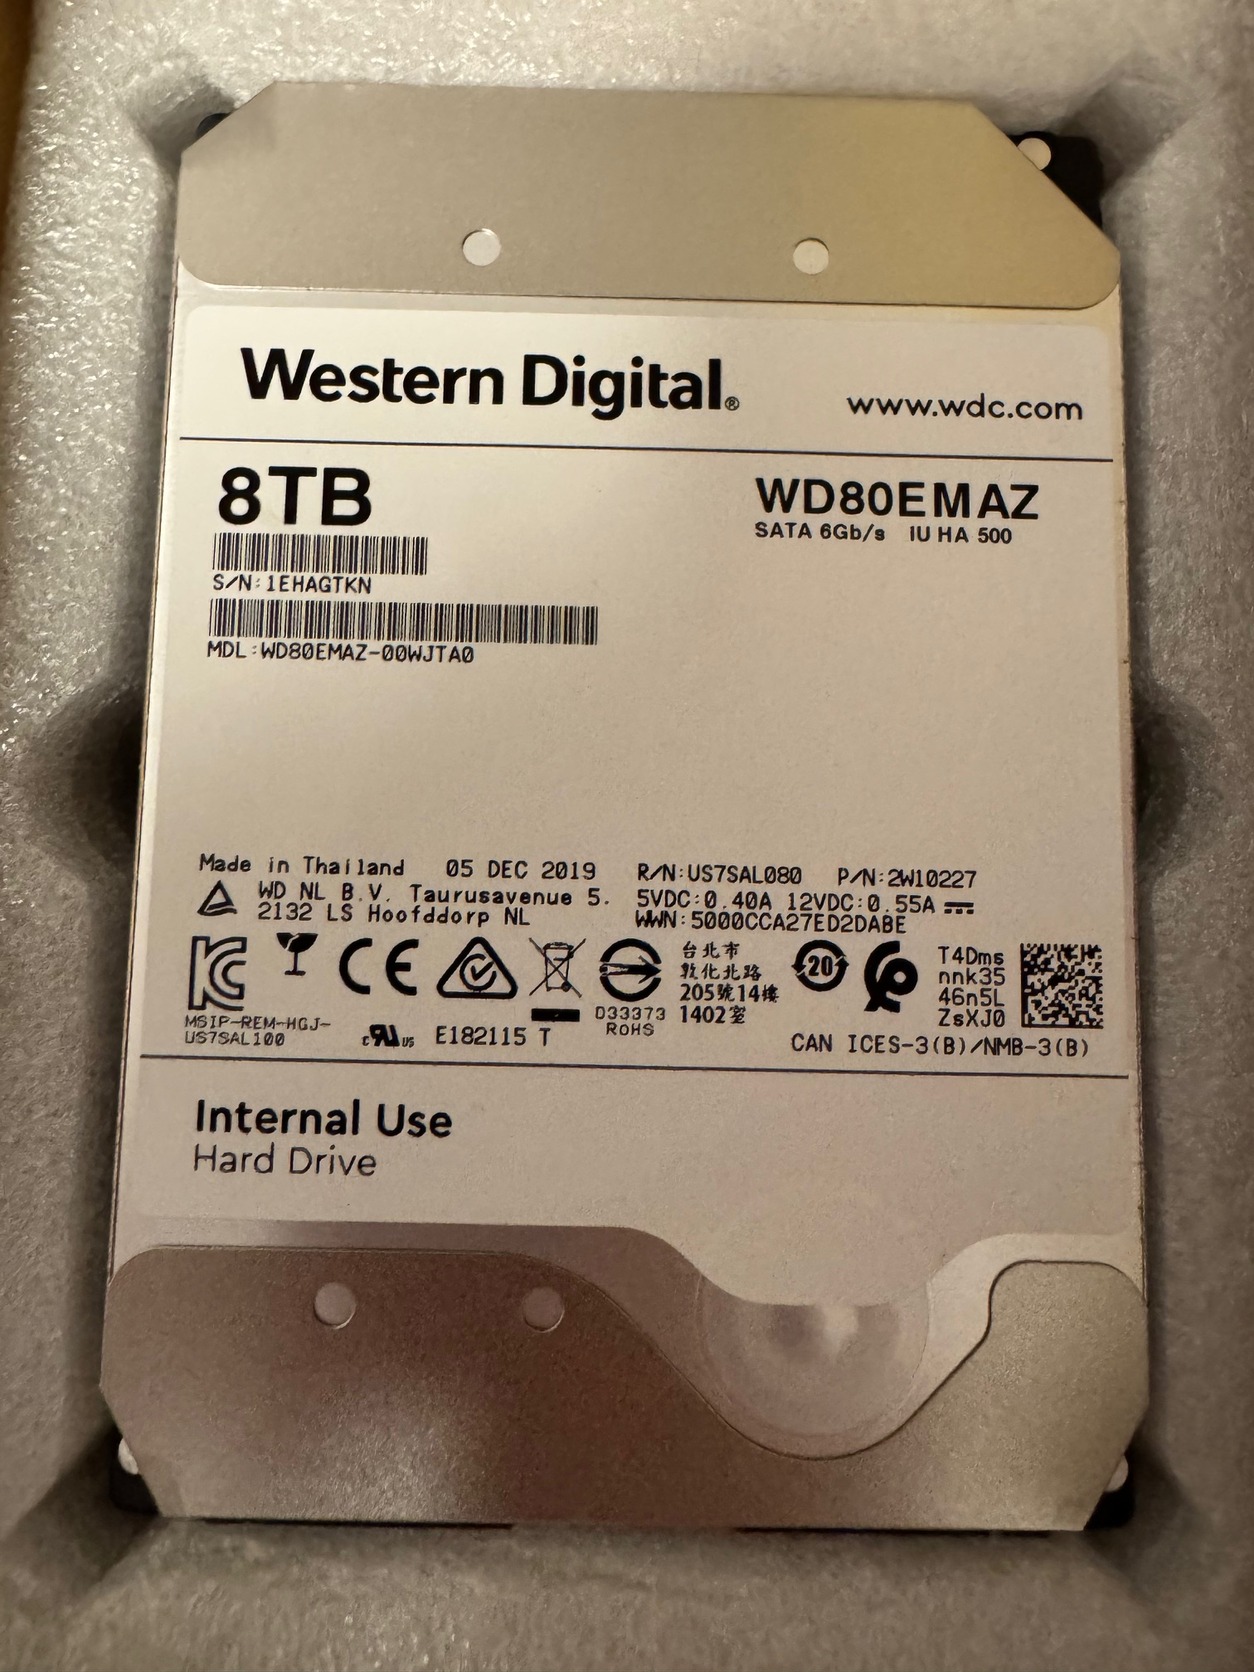 Western Digital®
www.wdc.com
8TB
WD80EMAZ
SATA 6Gb/s IU HA 500
S/N:1EHAGTKN
MDL:WD80EMAZ-00WJTA0
Made in Thailand 05 DEC 2019 R/N:US7SAL080 P/N:2W10227
WD NL B.V. Taurusavenue 5. 5VDC:0.40A 12VDC:0.55A
2132 LS Hoofddorp NL WWN:5000CCA27ED2DABE
CE
台北市
敦化北路
205號14樓
1402室
20
T4Dms
nnk35
46n5L
ZsXJ0
MSIP-REM-HGJ-
US7SAL100
c UR US E182115 T
D33373
ROHS
CAN ICES-3(B)/NMB-3(B)
Internal Use
Hard Drive